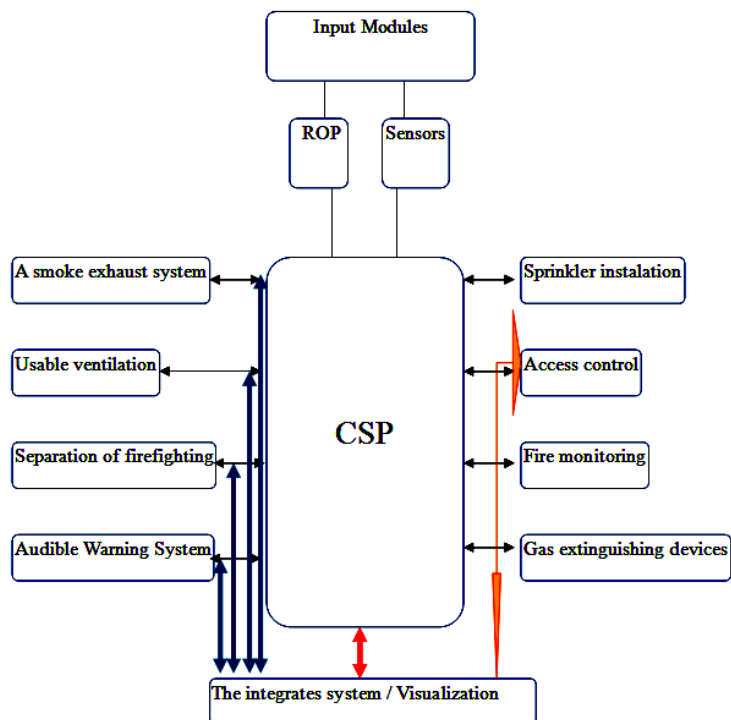 Input Modules
ROP
Sensors
A smoke exhaust system
Sprinkler instalation
Usable ventilation
Access control
CSP
Separation of firefighting
Fire monitoring
Audible Warning System
Gas extinguishing devices
The integrates system / Visualization